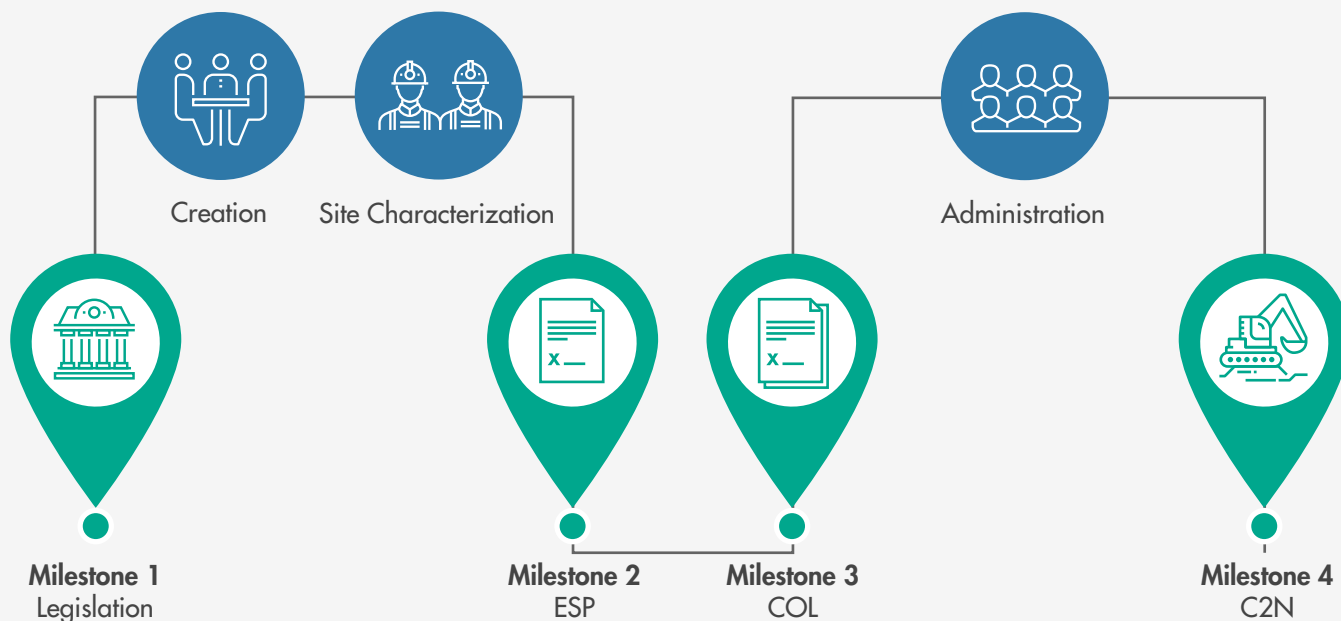 Creation
Site Characterization
Administration
x
x
Milestone 1
Legislation
Milestone 2
ESP
Milestone 3
COL
Milestone 4
C2N